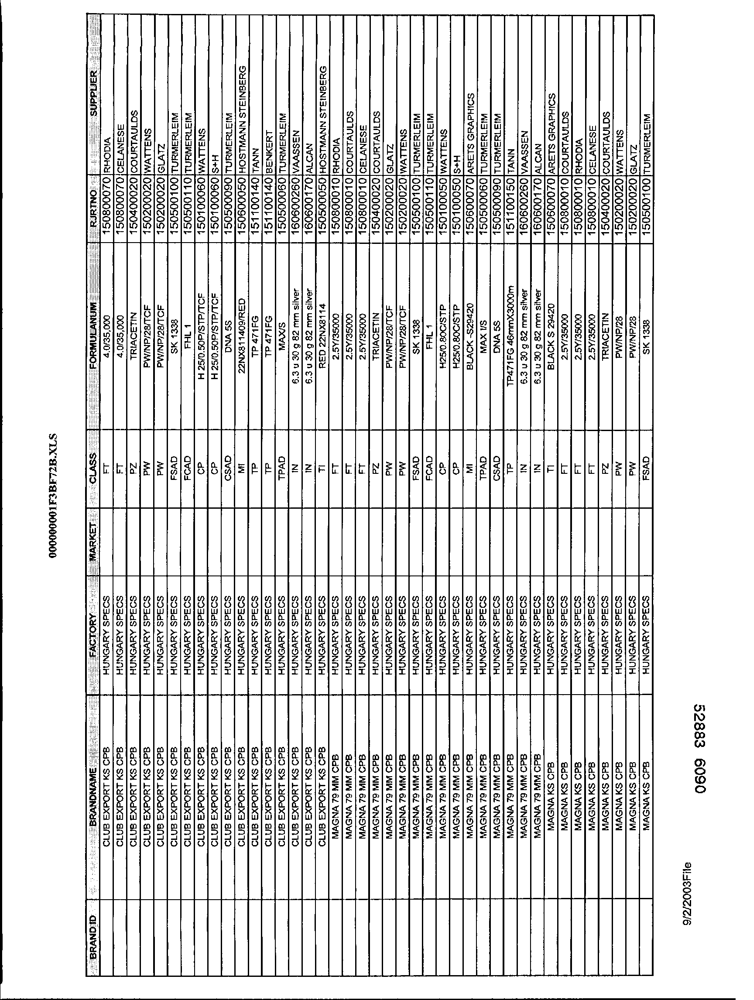 000000001F3BF72B.XLS
BRAND ID BRANDNAME FACTORY MARKET CLASS FORMULANUM RJRTNO SUPPLIER
CLUB EXPORT KS CPB HUNGARY SPECS FT 4.0/35,000 150800070 RHODIA
CLUB EXPORT KS CPB HUNGARY SPECS FT 4.0/35,000 150800070 CELANESE
CLUB EXPORT KS CPB HUNGARY SPECS PZ TRIACETIN 150400020 COURTAULDS
CLUB EXPORT KS CPB HUNGARY SPECS PW PW/NP/28/TCF 150200020 WATTENS
CLUB EXPORT KS CPB HUNGARY SPECS PW PW/NP/28/TCF 150200020 GLATZ
CLUB EXPORT KS CPB HUNGARY SPECS FSAD SK 1338 150500100 TURMERLEIM
CLUB EXPORT KS CPB HUNGARY SPECS FCAD FHL 1 150500110 TURMERLEIM
CLUB EXPORT KS CPB HUNGARY SPECS CP H 25/0.50P/STP/TCF 150100060 WATTENS
CLUB EXPORT KS CPB HUNGARY SPECS CP H 25/0.50P/STP/TCF 150100060 S+H
CLUB EXPORT KS CPB HUNGARY SPECS CSAD DNA 5S 150500090 TURMERLEIM
CLUB EXPORT KS CPB HUNGARY SPECS MI 22NX811409/RED 150600050 HOSTMANN STEINBERG
CLUB EXPORT KS CPB HUNGARY SPECS TP TP 471FG 151100140 TANN
CLUB EXPORT KS CPB HUNGARY SPECS TP TP 471FG 151100140 BENKERT
CLUB EXPORT KS CPB HUNGARY SPECS TPAD MAX/S 150500060 TURMERLEIM
CLUB EXPORT KS CPB HUNGARY SPECS IN 6.3 u 30 g 82 mm silver 160600260 VAASSEN
CLUB EXPORT KS CPB HUNGARY SPECS IN 6.3 u 30 g 82 mm silver 160600170 ALCAN
CLUB EXPORT KS CPB HUNGARY SPECS TI RED 22NX8114 150600050 HOSTMANN STEINBERG
MAGNA 79 MM CPB HUNGARY SPECS FT 2.5Y/35000 150800010 RHODIA
MAGNA 79 MM CPB HUNGARY SPECS FT 2.5Y/35000 150800010 COURTAULDS
MAGNA 79 MM CPB HUNGARY SPECS FT 2.5Y/35000 150800010 CELANESE
MAGNA 79 MM CPB HUNGARY SPECS PZ TRIACETIN 150400020 COURTAULDS
MAGNA 79 MM CPB HUNGARY SPECS PW PW/NP/28/TCF 150200020 GLATZ
MAGNA 79 MM CPB HUNGARY SPECS PW PW/NP/28/TCF 150200020 WATTENS
MAGNA 79 MM CPB HUNGARY SPECS FSAD SK 1338 150500100 TURMERLEIM
MAGNA 79 MM CPB HUNGARY SPECS FCAD FHL 1 150500110 TURMERLEIM
MAGNA 79 MM CPB HUNGARY SPECS CP H25/0.80C/STP 150100050 WATTENS
MAGNA 79 MM CPB HUNGARY SPECS CP H25/0.80C/STP 150100050 S+H
MAGNA 79 MM CPB HUNGARY SPECS MI BLACK -S29420 150600070 ARETS GRAPHICS
MAGNA 79 MM CPB HUNGARY SPECS TPAD MAX I/S 150500060 TURMERLEIM
MAGNA 79 MM CPB HUNGARY SPECS CSAD DNA 5S 150500090 TURMERLEIM
MAGNA 79 MM CPB HUNGARY SPECS TP TP471FG 46mmX3000m 151100150 TANN
MAGNA 79 MM CPB HUNGARY SPECS IN 6.3 u 30 g 82 mm silver 160600260 VAASSEN
MAGNA 79 MM CPB HUNGARY SPECS IN 6.3 u 30 g 82 mm silver 160600170 ALCAN
MAGNA KS CPB HUNGARY SPECS TI BLACK S 29420 150600070 ARETS GRAPHICS
MAGNA KS CPB HUNGARY SPECS FT 2.5Y/35000 150800010 COURTAULDS
MAGNA KS CPB HUNGARY SPECS FT 2.5Y/35000 150800010 RHODIA
MAGNA KS CPB HUNGARY SPECS FT 2.5Y/35000 150800010 CELANESE
MAGNA KS CPB HUNGARY SPECS PZ TRIACETIN 150400020 COURTAULDS
MAGNA KS CPB HUNGARY SPECS PW PW/NP/28 150200020 WATTENS
MAGNA KS CPB HUNGARY SPECS PW PW/NP/28 150200020 GLATZ
MAGNA KS CPB HUNGARY SPECS FSAD SK 1338 150500100 TURMERLEIM
9/2/2003File
52883 6090